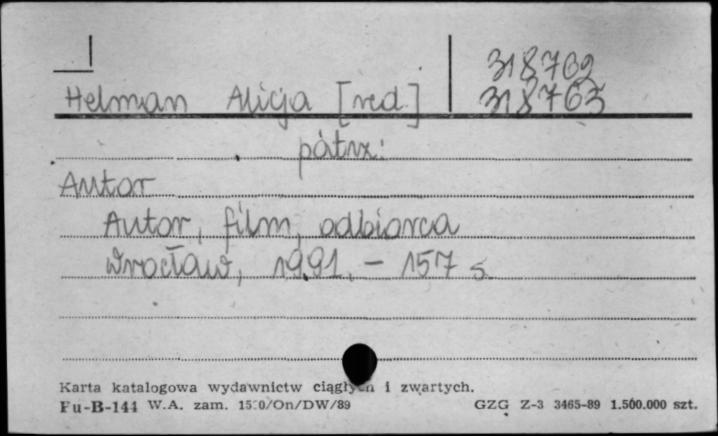 318762
Helman Alicja [red.] 318763
patrz:
Autor
Autor, film, odbiorca
Wrocław, 1991. – 157 s.
Karta katalogowa wydawnictw ciągłych i zwartych.
Fu-B-144 W.A. zam. 1500/On/DW/89 GZG Z-3 3465-89 1.500.000 szt.